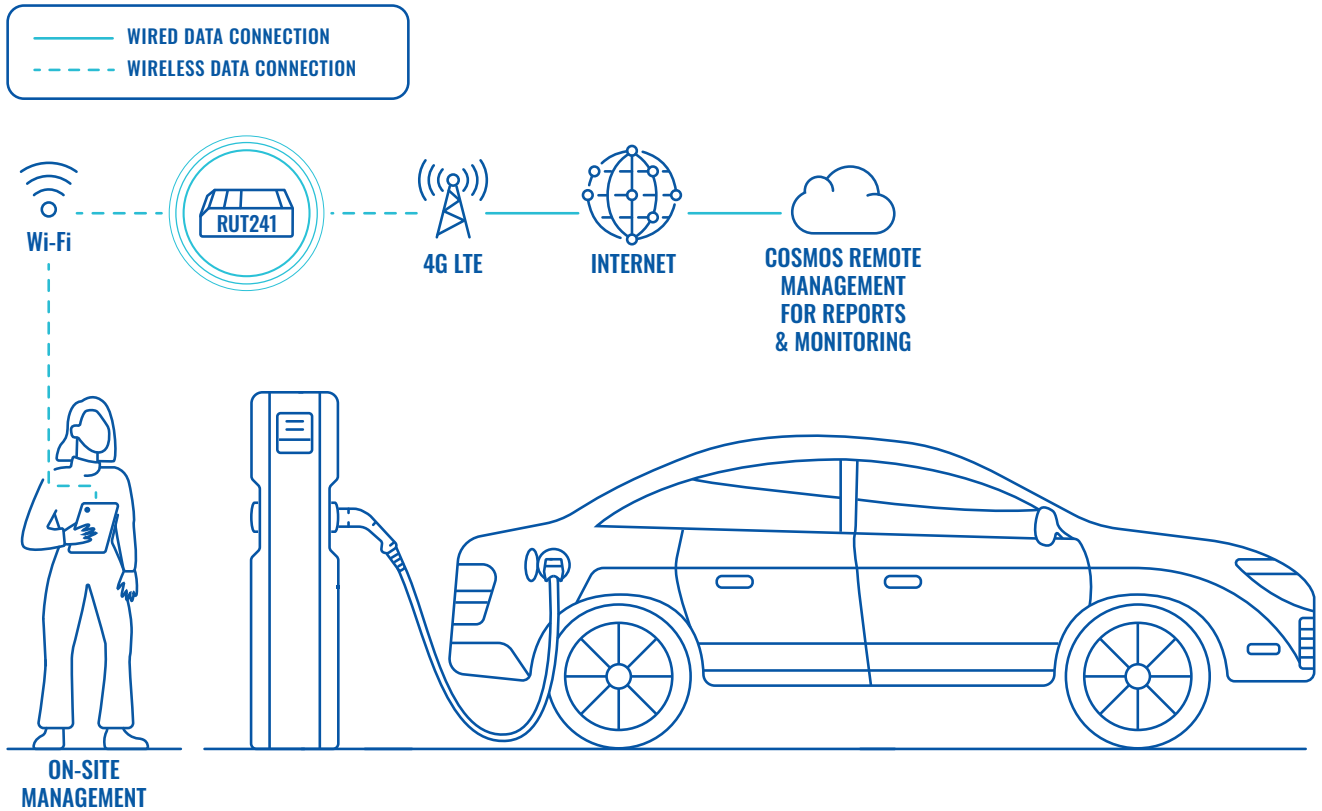 WIRED DATA CONNECTION
WIRELESS DATA CONNECTION
Wi-Fi
RUT241
4G LTE
INTERNET
COSMOS REMOTE
MANAGEMENT
FOR REPORTS
& MONITORING
ON-SITE
MANAGEMENT